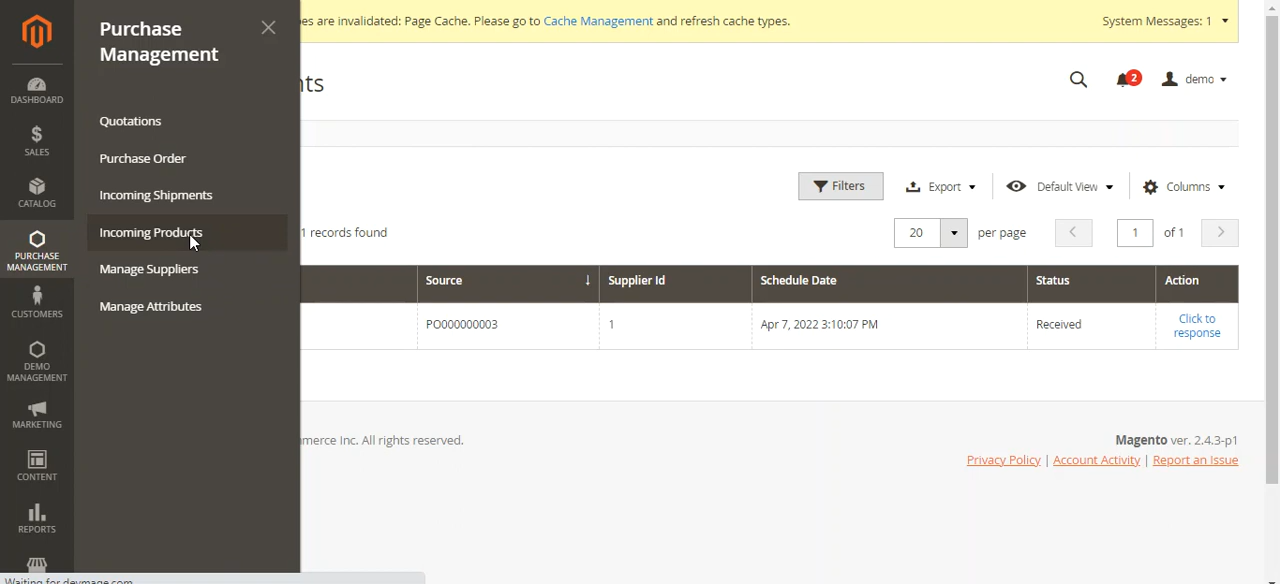 es are invalidated: Page Cache. Please go to Cache Management and refresh cache types.
System Messages: 1
Purchase
Management
nts
2
demo
DASHBOARD
SALES
CATALOG
PURCHASE
MANAGEMENT
CUSTOMERS
DEMO
MANAGEMENT
MARKETING
CONTENT
REPORTS
Quotations
Purchase Order
Incoming Shipments
Incoming Products
Manage Suppliers
Manage Attributes
Filters
Export
Default View
Columns
1 records found
20
per page
1
of 1
Source
Supplier Id
Schedule Date
Status
Action
PO000000003
1
Apr 7, 2022 3:10:07 PM
Received
Click to
response
merce Inc. All rights reserved.
Magento ver. 2.4.3-p1
Privacy Policy | Account Activity | Report an Issue
Waiting for devmage.com